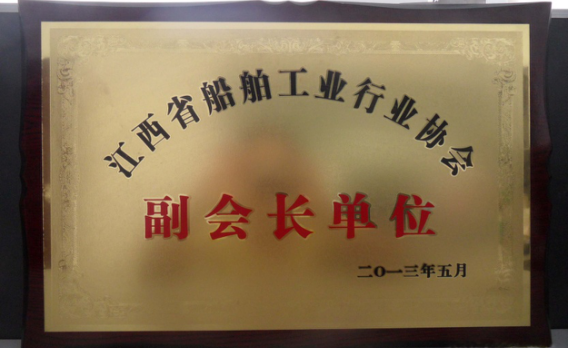 江西省船舶工业行业协会
副会长单位
二O一三年五月